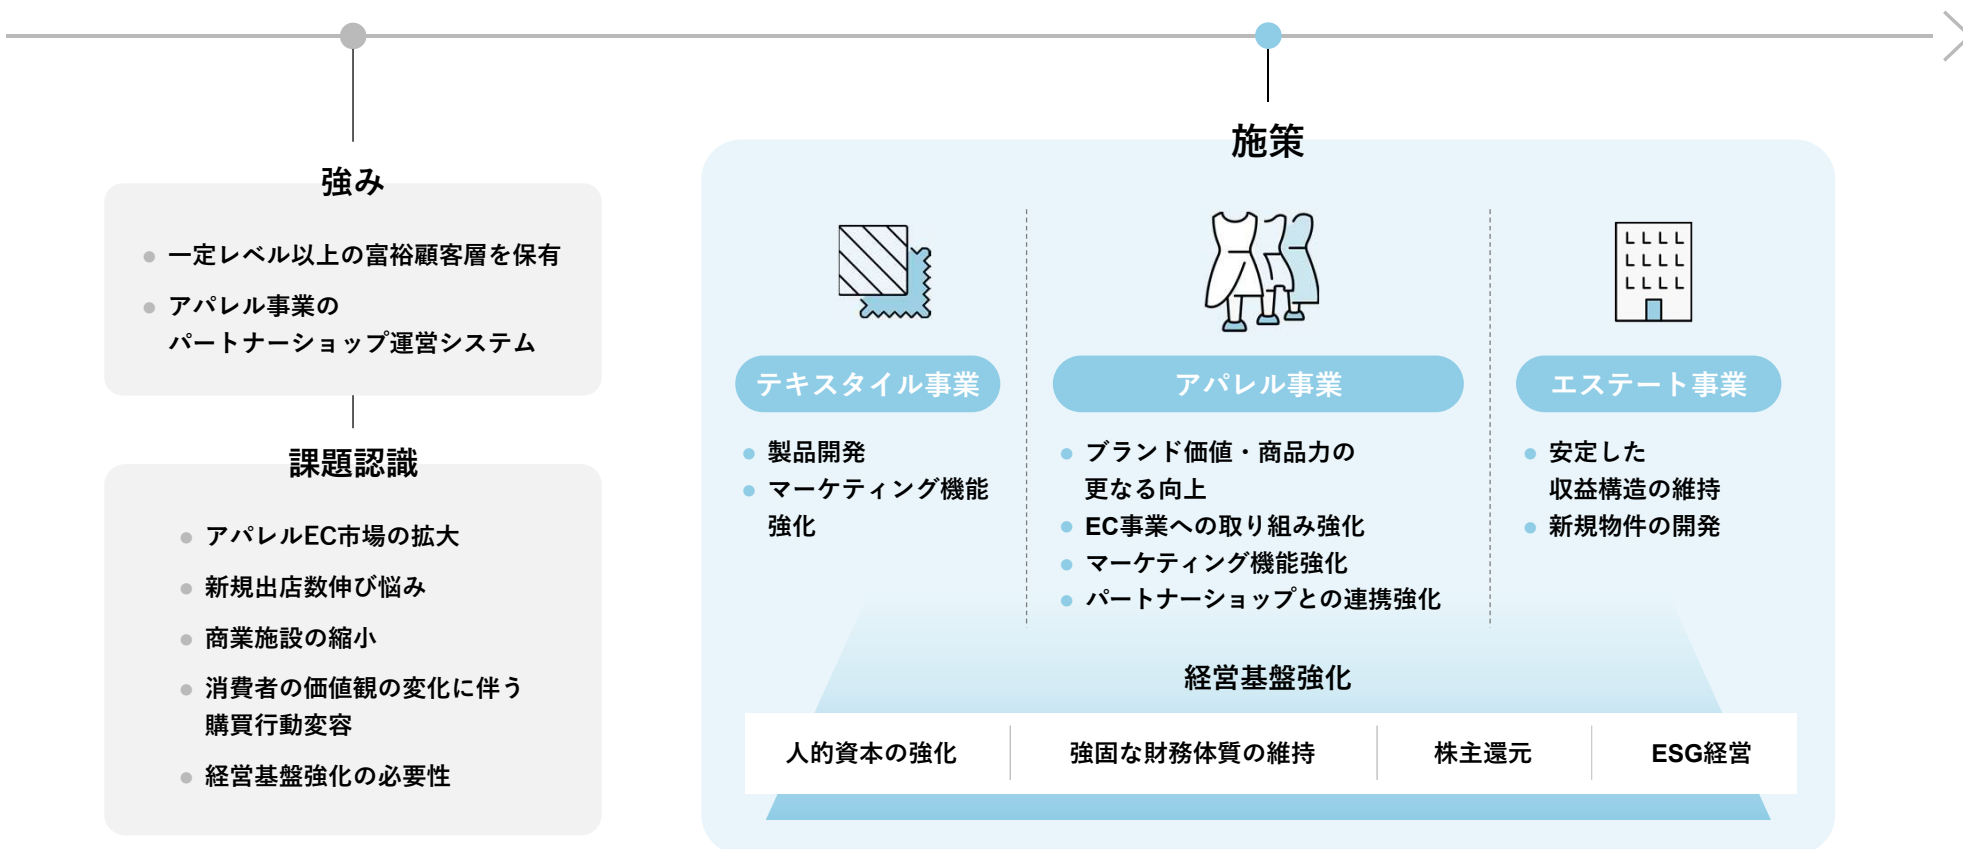 強み
一定レベル以上の富裕顧客層を保有
アパレル事業の
パートナーショップ運営システム
課題認識
アパレルEC市場の拡大
新規出店数伸び悩み
商業施設の縮小
消費者の価値観の変化に伴う
購買行動変容
経営基盤強化の必要性
施策
テキスタイル事業
製品開発
マーケティング機能
強化
アパレル事業
ブランド価値・商品力の
更なる向上
EC事業への取り組み強化
マーケティング機能強化
パートナーショップとの連携強化
エステート事業
安定した
収益構造の維持
新規物件の開発
経営基盤強化
人的資本の強化
強固な財務体質の維持
株主還元
ESG経営